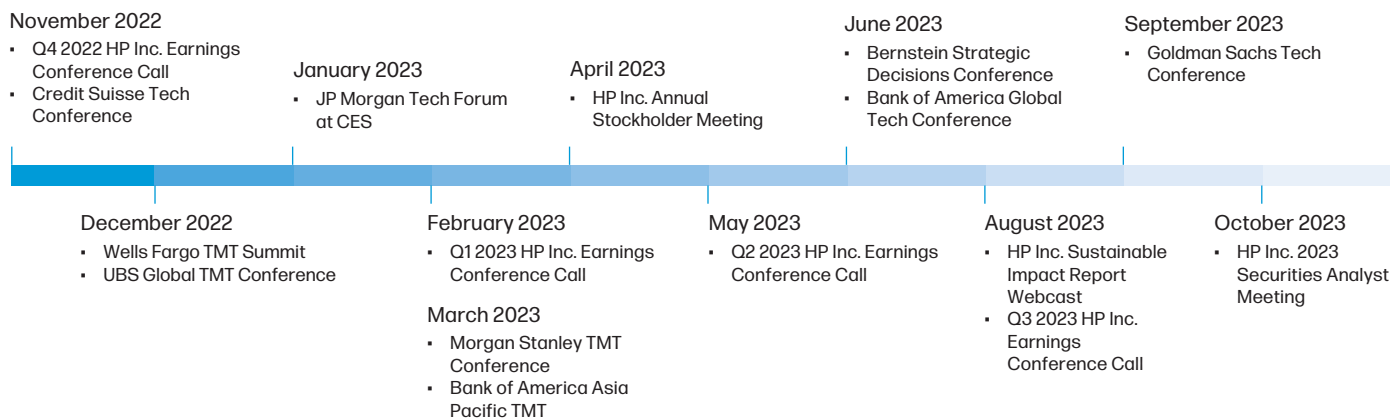 November 2022
▪ Q4 2022 HP Inc. Earnings
Conference Call
▪ Credit Suisse Tech
Conference
December 2022
▪ Wells Fargo TMT Summit
▪ UBS Global TMT Conference
January 2023
▪ JP Morgan Tech Forum
at CES
February 2023
▪ Q1 2023 HP Inc. Earnings
Conference Call
March 2023
▪ Morgan Stanley TMT
Conference
▪ Bank of America Asia
Pacific TMT
April 2023
▪ HP Inc. Annual
Stockholder Meeting
May 2023
▪ Q2 2023 HP Inc. Earnings
Conference Call
June 2023
▪ Bernstein Strategic
Decisions Conference
▪ Bank of America Global
Tech Conference
August 2023
▪ HP Inc. Sustainable
Impact Report
Webcast
▪ Q3 2023 HP Inc.
Earnings
Conference Call
September 2023
▪ Goldman Sachs Tech
Conference
October 2023
▪ HP Inc. 2023
Securities Analyst
Meeting